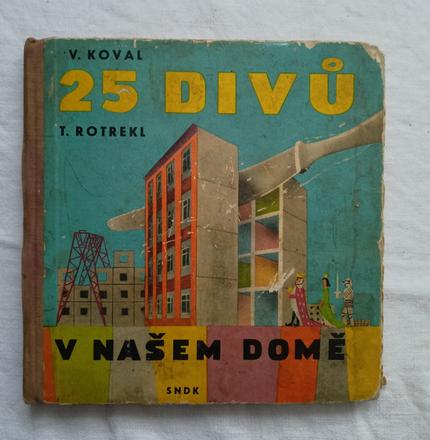 V. KOVAL
25 DIVŮ
T. ROTREKL
V NAŠEM DOMĚ
SNDK